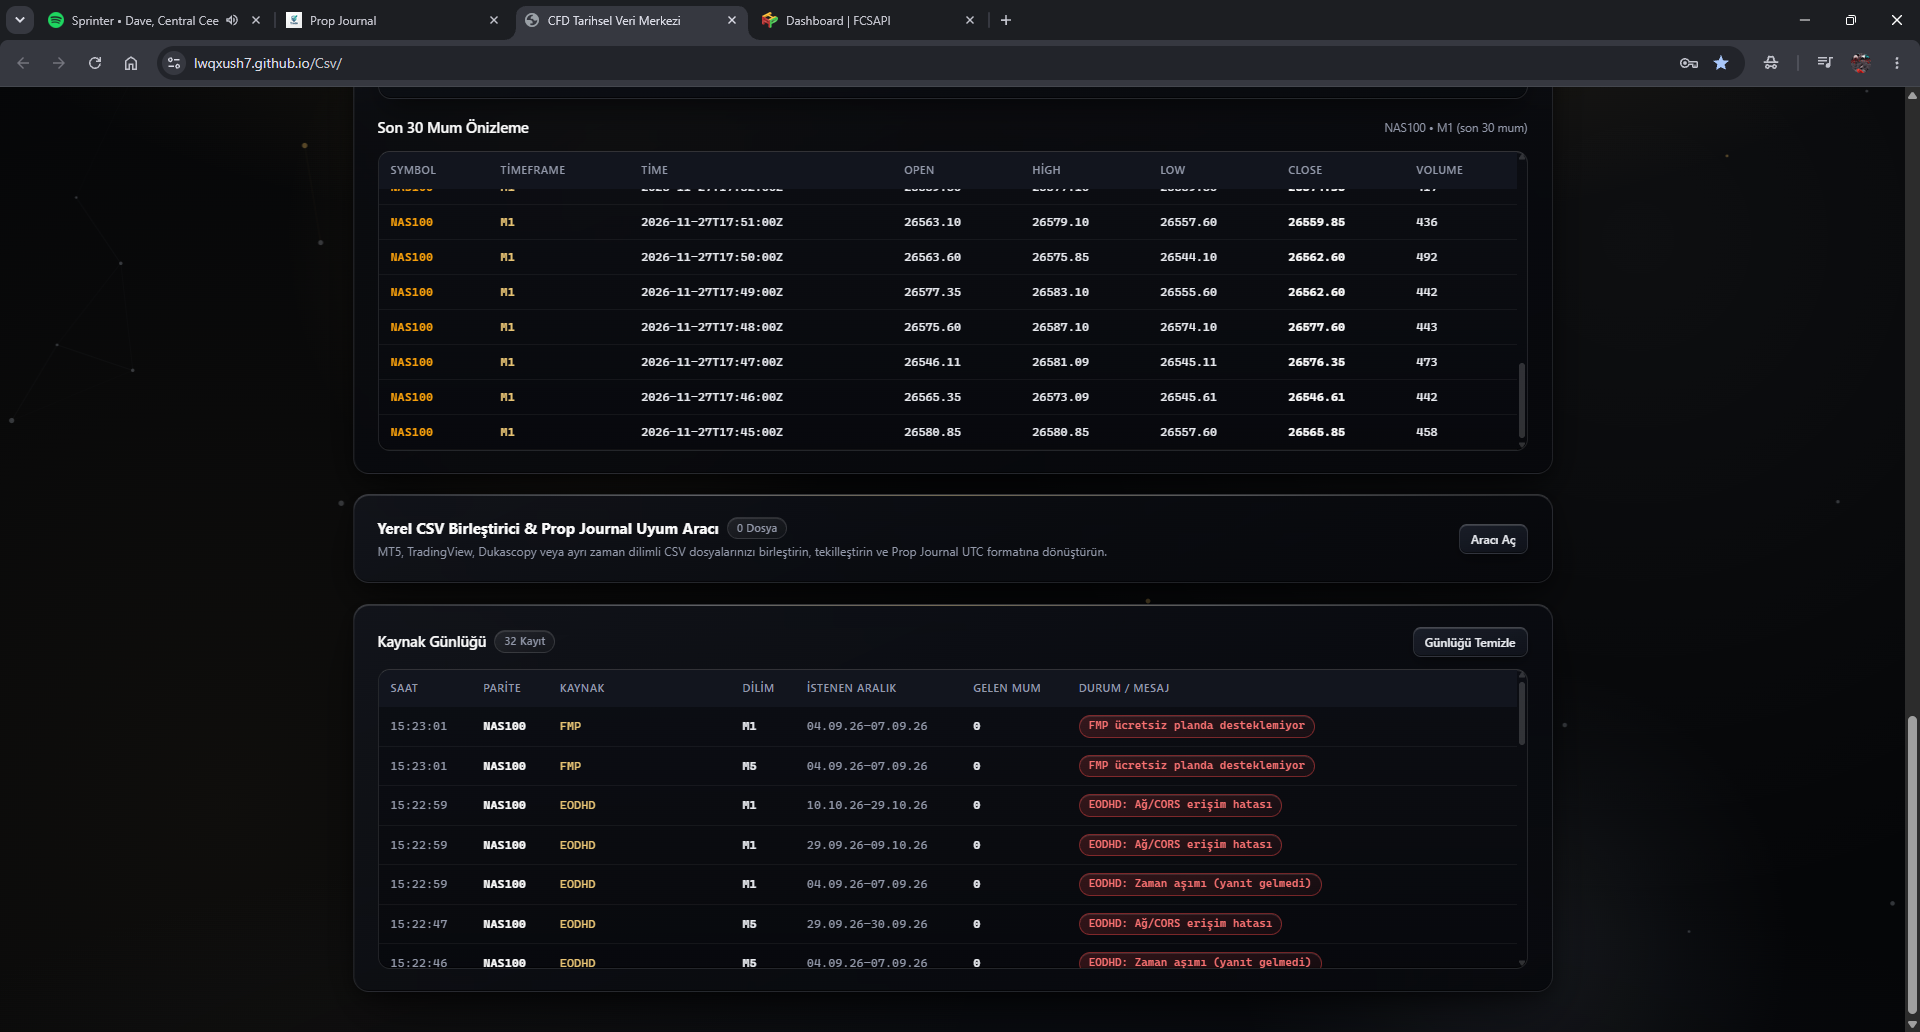 Sprinter • Dave, Central Cee
Prop Journal
CFD Tarihsel Veri Merkezi
Dashboard | FCSAPI
lwqxush7.github.io/Csv/
Son 30 Mum Önizleme
NAS100 • M1 (son 30 mum)
SYMBOL TİMEFRAME TİME OPEN HİGH LOW CLOSE VOLUME
NAS100 M1 2026-11-27T17:51:00Z 26563.10 26579.10 26557.60 26559.85 436
NAS100 M1 2026-11-27T17:50:00Z 26563.60 26575.85 26544.10 26562.60 492
NAS100 M1 2026-11-27T17:49:00Z 26577.35 26583.10 26555.60 26562.60 442
NAS100 M1 2026-11-27T17:48:00Z 26575.60 26587.10 26574.10 26577.60 443
NAS100 M1 2026-11-27T17:47:00Z 26546.11 26581.09 26545.11 26576.35 473
NAS100 M1 2026-11-27T17:46:00Z 26565.35 26573.09 26545.61 26546.61 442
NAS100 M1 2026-11-27T17:45:00Z 26580.85 26580.85 26557.60 26565.85 458
Yerel CSV Birleştirici & Prop Journal Uyum Aracı 0 Dosya
MT5, TradingView, Dukascopy veya ayrı zaman dilimli CSV dosyalarınızı birleştirin, tekilleştirin ve Prop Journal UTC formatına dönüştürün.
Aracı Aç
Kaynak Günlüğü 32 Kayıt
Günlüğü Temizle
SAAT PARİTE KAYNAK DİLİM İSTENEN ARALIK GELEN MUM DURUM / MESAJ
15:23:01 NAS100 FMP M1 04.09.26–07.09.26 0 FMP ücretsiz planda desteklemiyor
15:23:01 NAS100 FMP M5 04.09.26–07.09.26 0 FMP ücretsiz planda desteklemiyor
15:22:59 NAS100 EODHD M1 10.10.26–29.10.26 0 EODHD: Ağ/CORS erişim hatası
15:22:59 NAS100 EODHD M1 29.09.26–09.10.26 0 EODHD: Ağ/CORS erişim hatası
15:22:59 NAS100 EODHD M1 04.09.26–07.09.26 0 EODHD: Zaman aşımı (yanıt gelmedi)
15:22:47 NAS100 EODHD M5 29.09.26–30.09.26 0 EODHD: Ağ/CORS erişim hatası
15:22:46 NAS100 EODHD M5 04.09.26–07.09.26 0 EODHD: Zaman aşımı (yanıt gelmedi)